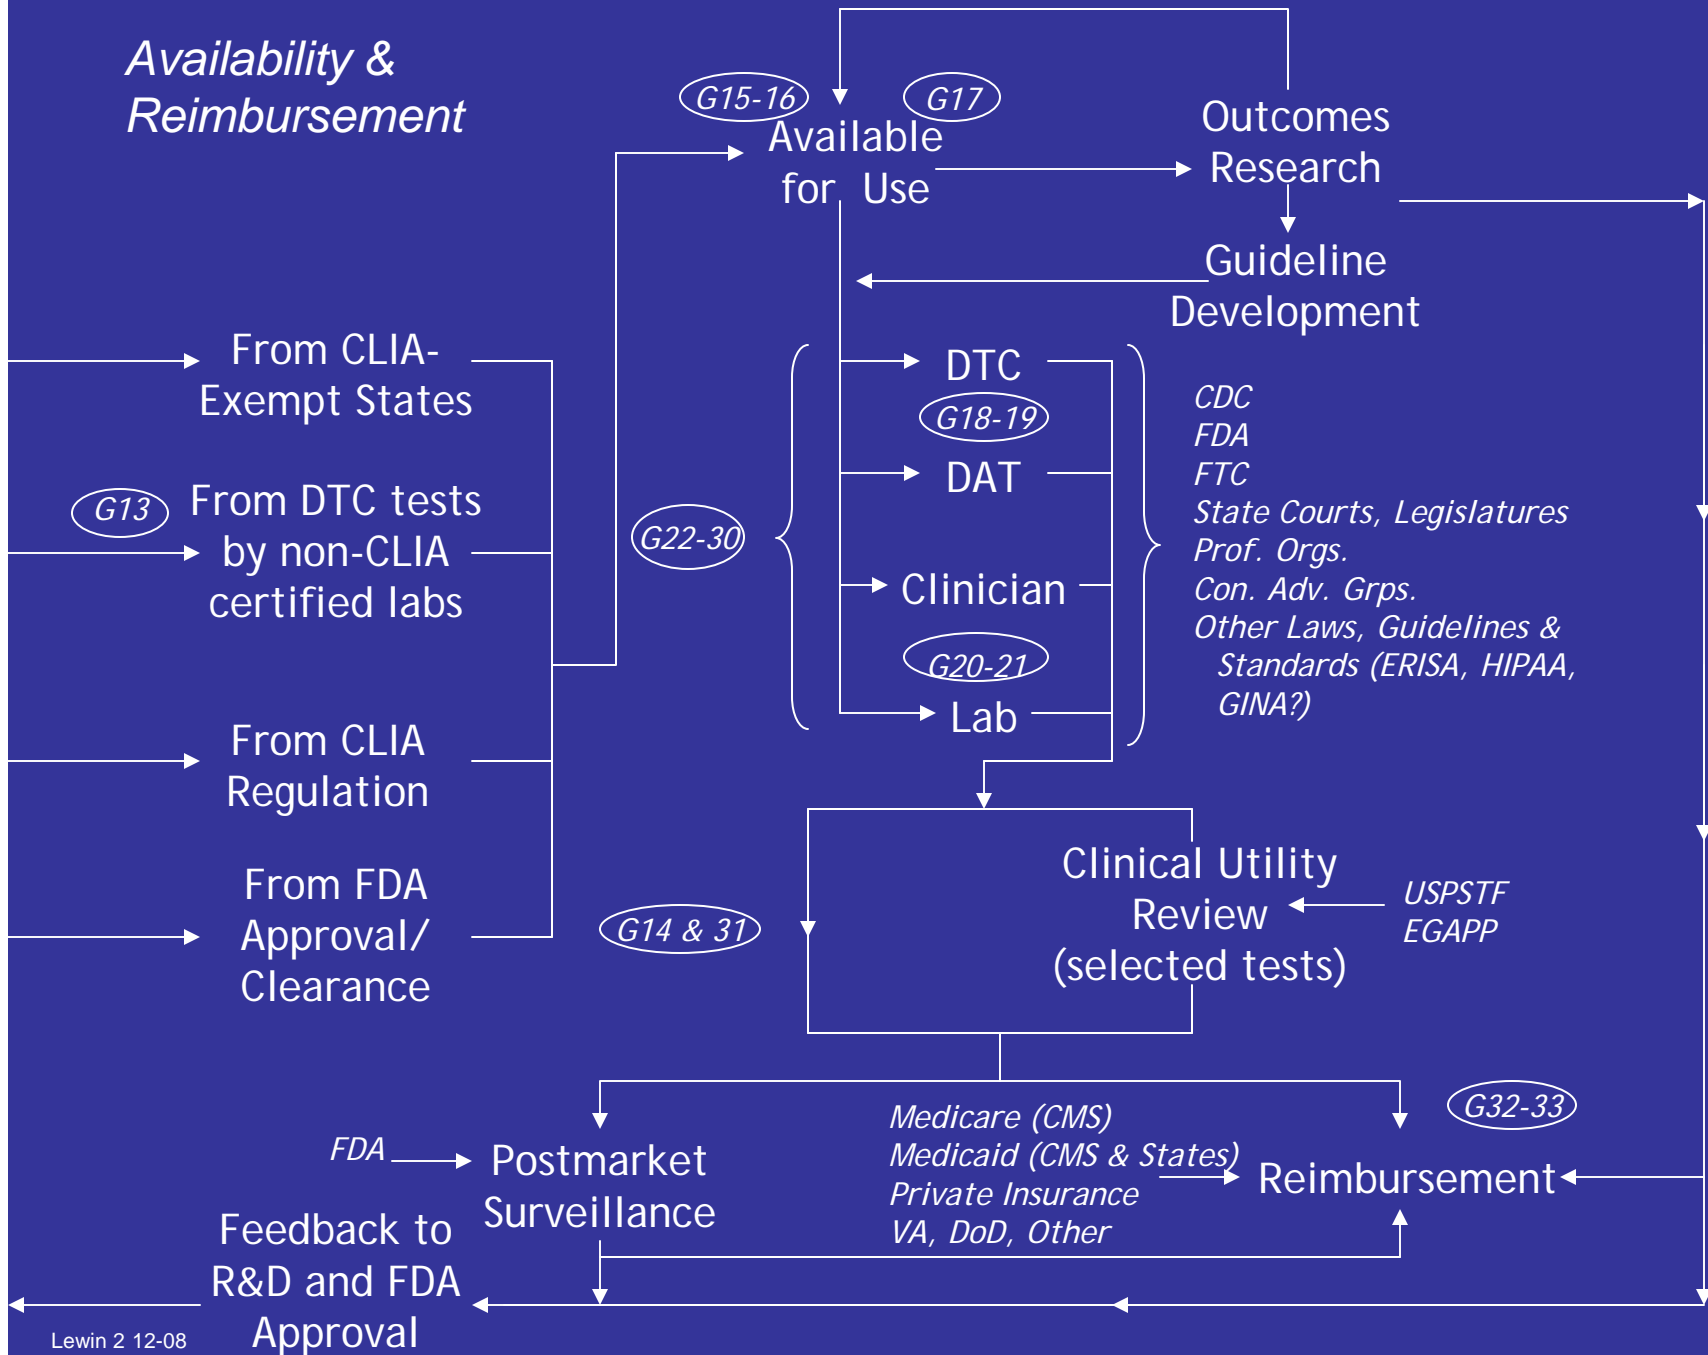 Availability &
Reimbursement
G15-16
G17
Available
for Use
Outcomes
Research
Guideline
Development
From CLIA-
Exempt States
G13
From DTC tests
by non-CLIA
certified labs
From CLIA
Regulation
From FDA
Approval/
Clearance
G22-30
DTC
G18-19
DAT
Clinician
G20-21
Lab
CDC
FDA
FTC
State Courts, Legislatures
Prof. Orgs.
Con. Adv. Grps.
Other Laws, Guidelines &
Standards (ERISA, HIPAA,
GINA?)
G14 & 31
Clinical Utility
Review
(selected tests)
USPSTF
EGAPP
FDA
Postmarket
Surveillance
Medicare (CMS)
Medicaid (CMS & States)
Private Insurance
VA, DoD, Other
G32-33
Reimbursement
Feedback to
R&D and FDA
Approval
Lewin 2 12-08